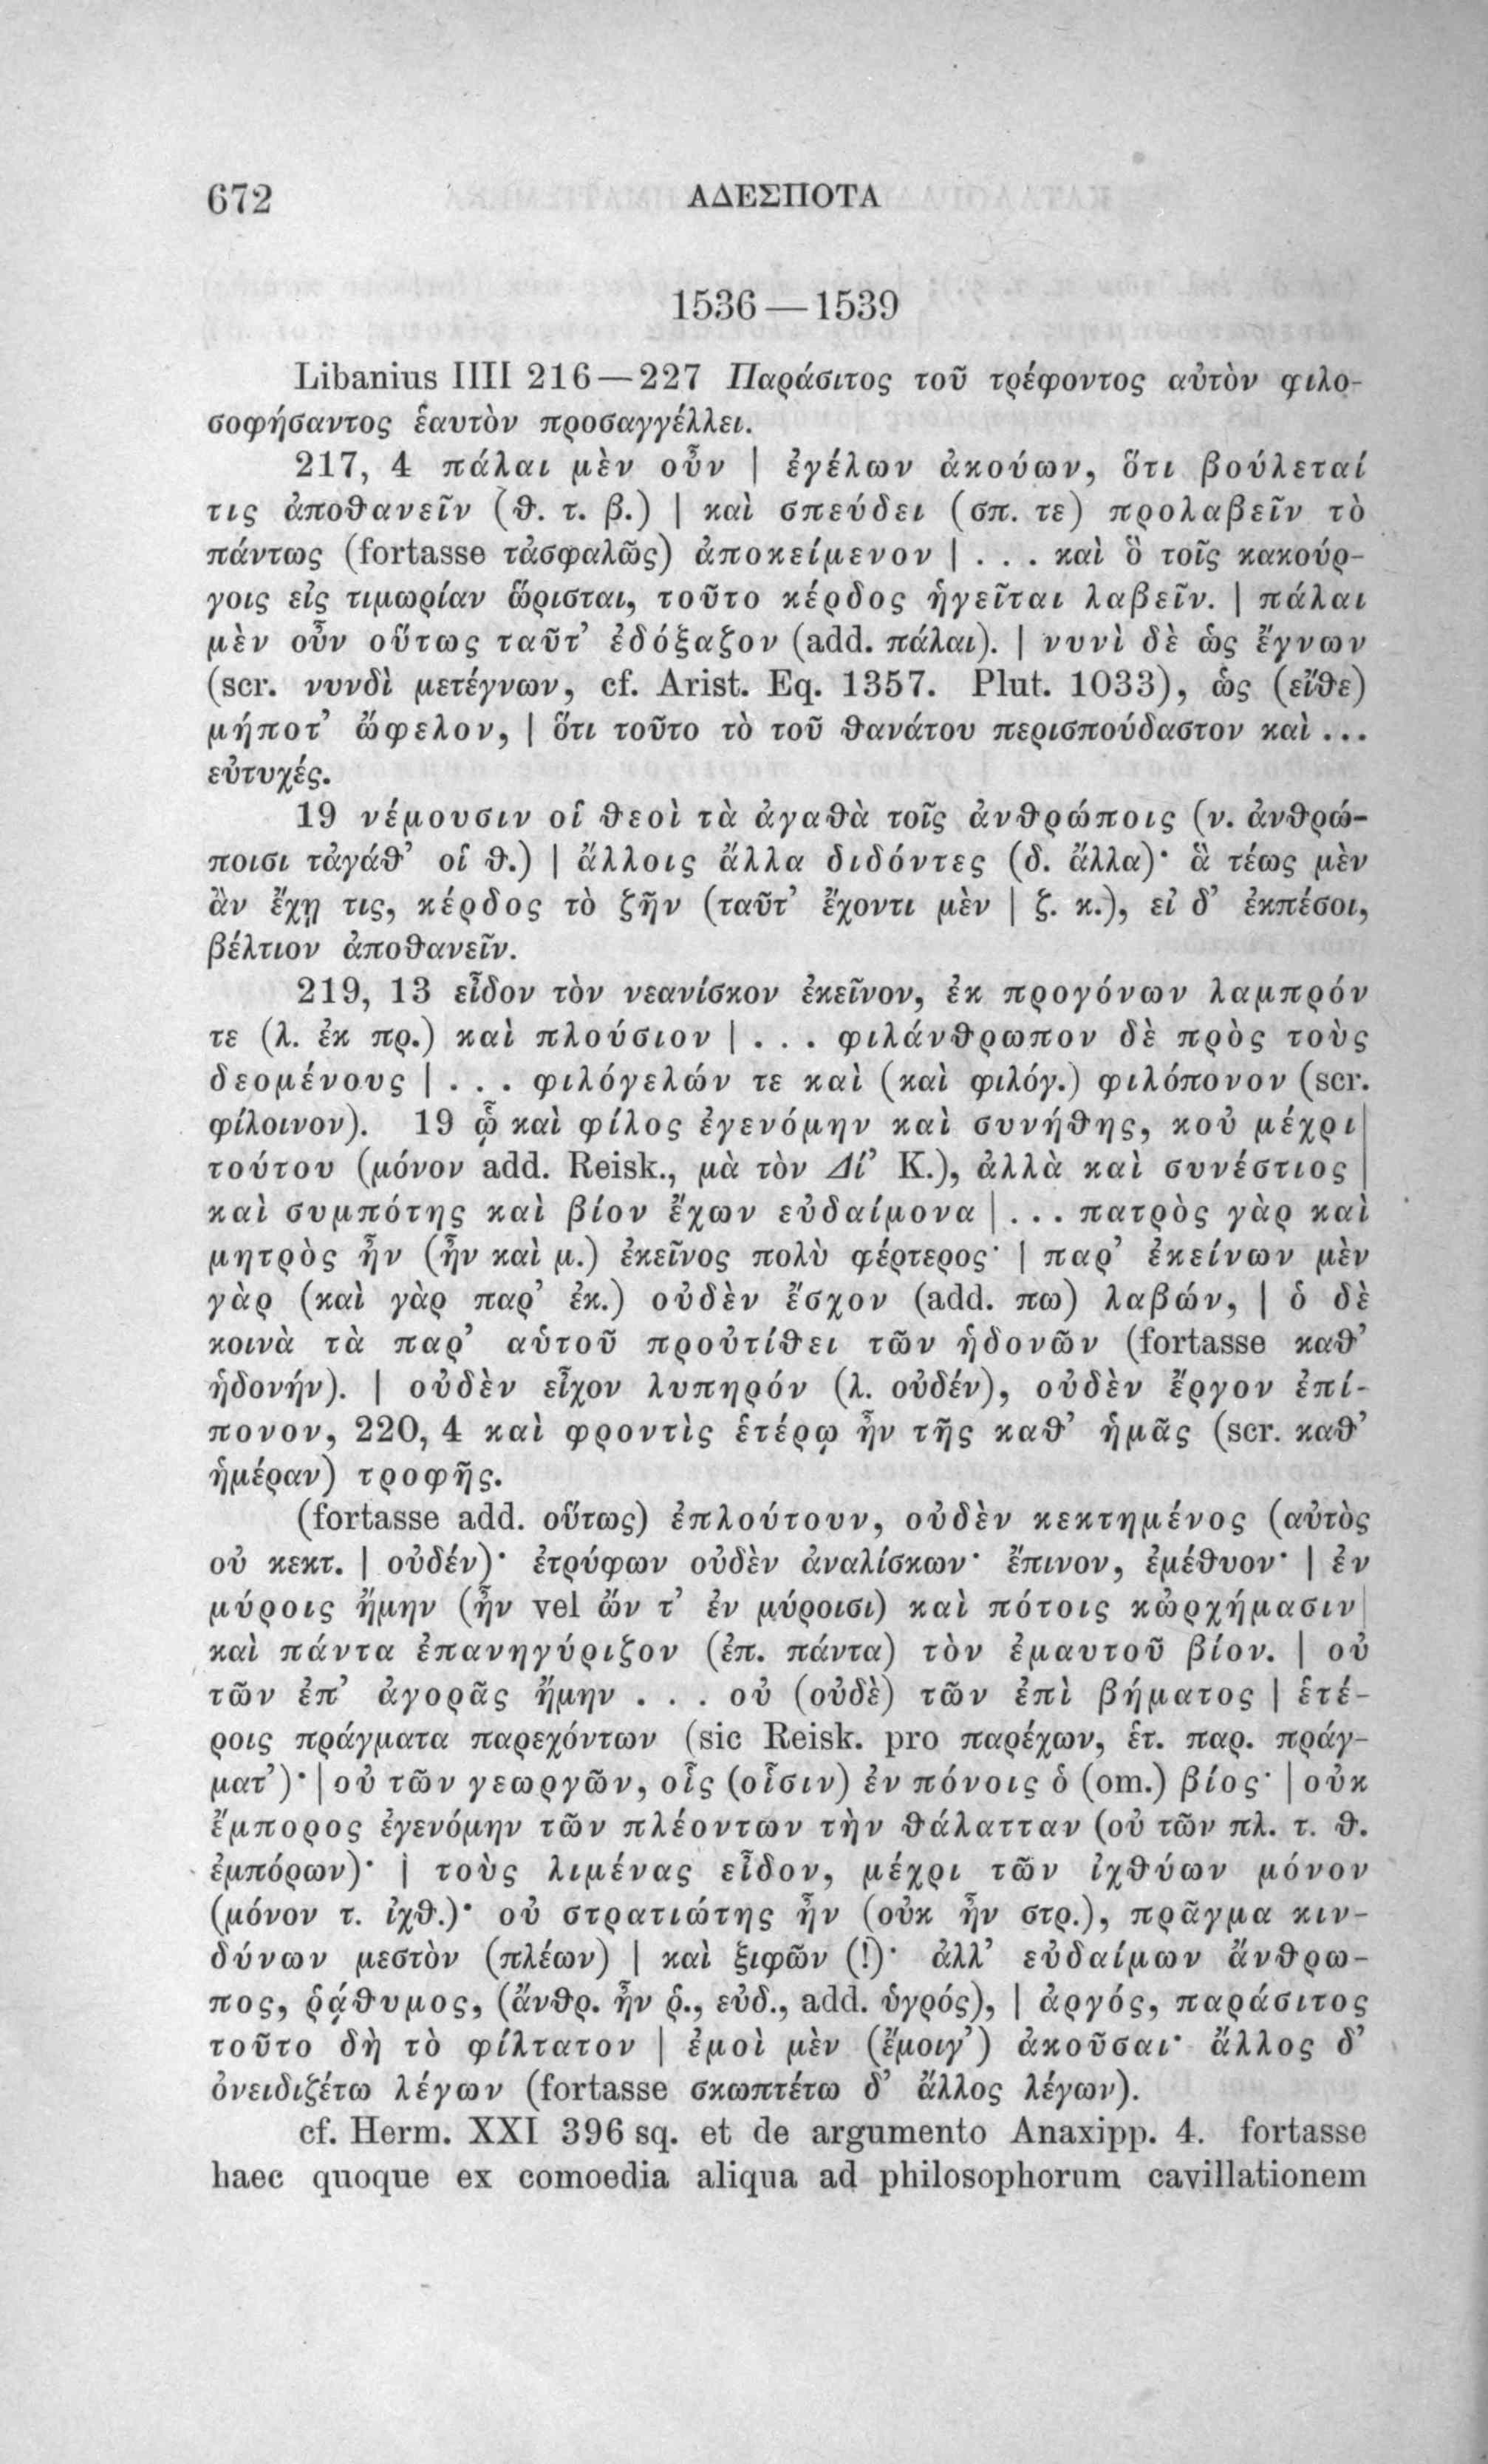 672 ΑΔΕΣΠΟΤΑ
1536—1539
Libanius IIII 216—227 Παράσιτος τοῦ τρέφοντος αὐτὸν φιλο-
σοφήσαντος ἑαυτὸν προσαγγέλλει.
217, 4 πάλαι μὲν οὖν | ἐγέλων ἀκούων, ὅτι βούλεταί
τις ἀποθανεῖν (θ. τ. β.) | καὶ σπεύδει (σπ. τε) προλαβεῖν τὸ
πάντως (fortasse τἀσφαλῶς) ἀποκείμενον | . . . καὶ ὃ τοῖς κακούρ-
γοις εἰς τιμωρίαν ὥρισται, τοῦτο κέρδος ἡγεῖται λαβεῖν. | πάλαι
μὲν οὖν οὕτως ταῦτ’ ἐδόξαζον (add. πάλαι). | νυνὶ δὲ ὡς ἔγνων
(scr. νυνδὶ μετέγνων, cf. Arist. Eq. 1357. Plut. 1033), ὡς (εἴθε)
μήποτ’ ὤφελον, | ὅτι τοῦτο τὸ τοῦ θανάτου περισπούδαστον καὶ ...
εὐτυχές.
19 νέμουσιν οἱ θεοὶ τὰ ἀγαθὰ τοῖς ἀνθρώποις (ν. ἀνθρώ-
ποισι τἀγάθ’ οἱ θ.) | ἄλλοις ἄλλα διδόντες (δ. ἄλλα)· ἃ τέως μὲν
ἂν ἔχῃ τις, κέρδος τὸ ζῆν (ταῦτ’ ἔχοντι μὲν | ζ. κ.), εἰ δ’ ἐκπέσοι,
βέλτιον ἀποθανεῖν.
219, 13 εἶδον τὸν νεανίσκον ἐκεῖνον, ἐκ προγόνων λαμπρόν
τε (λ. ἐκ πρ.) καὶ πλούσιον | . . . φιλάνθρωπον δὲ πρὸς τοὺς
δεομένους | . . . φιλόγελών τε καὶ (καὶ φιλόγ.) φιλόπονον (scr.
φίλοινον). 19 ᾧ καὶ φίλος ἐγενόμην καὶ συνήθης, κοὐ μέχρι |
τούτου (μόνον add. Reisk., μὰ τὸν Δί’ K.), ἀλλὰ καὶ συνέστιος |
καὶ συμπότης καὶ βίον ἔχων εὐδαίμονα | . . . πατρὸς γὰρ καὶ
μητρὸς ἦν (ἦν καὶ μ.) ἐκεῖνος πολὺ φέρτερος· | παρ’ ἐκείνων μὲν
γὰρ (καὶ γὰρ παρ’ ἐκ.) οὐδὲν ἔσχον (add. πω) λαβών, | ὁ δὲ
κοινὰ τὰ παρ’ αὑτοῦ προὐτίθει τῶν ἡδονῶν (fortasse καθ’
ἡδονήν). | οὐδὲν εἶχον λυπηρόν (λ. οὐδέν), οὐδὲν ἔργον ἐπί-
πονον, 220, 4 καὶ φροντὶς ἑτέρῳ ἦν τῆς καθ’ ἡμᾶς (scr. καθ’
ἡμέραν) τροφῆς.
(fortasse add. οὕτως) ἐπλούτουν, οὐδὲν κεκτημένος (αὐτὸς
οὐ κεκτ. | οὐδέν)· ἐτρύφων οὐδὲν ἀναλίσκων· ἔπινον, ἐμέθυον· | ἐν
μύροις ἤμην (ἦν vel ὤν τ’ ἐν μύροισι) καὶ πότοις κὠρχήμασιν |
καὶ πάντα ἐπανηγύριζον (ἐπ. πάντα) τὸν ἐμαυτοῦ βίον. | οὐ
τῶν ἐπ’ ἀγορᾶς ἤμην . . . οὐ (οὐδὲ) τῶν ἐπὶ βήματος | ἑτέ-
ροις πράγματα παρεχόντων (sic Reisk. pro παρέχων, ἑτ. παρ. πράγ-
ματ’)· | οὐ τῶν γεωργῶν, οἷς (οἷσιν) ἐν πόνοις ὁ (om.) βίος· | οὐκ
ἔμπορος ἐγενόμην τῶν πλέοντων τὴν θάλατταν (οὐ τῶν πλ. τ. θ.
ἐμπόρων)· | τοὺς λιμένας εἶδον, μέχρι τῶν ἰχθύων μόνον
(μόνον τ. ἰχθ.)· οὐ στρατιώτης ἦν (οὐκ ἦν στρ.), πρᾶγμα κιν-
δύνων μεστὸν (πλέων) | καὶ ξιφῶν (!)· ἀλλ’ εὐδαίμων ἄνθρω-
πος, ῥᾴθυμος, (ἄνθρ. ἦν ῥ., εὐδ., add. ὑγρός), | ἀργός, παράσιτος
τοῦτο δὴ τὸ φίλτατον | ἐμοὶ μὲν (ἔμοιγ’) ἀκοῦσαι· ἄλλος δ’
ὀνειδιζέτω λέγων (fortasse σκωπτέτω δ’ ἄλλος λέγων).
cf. Herm. XXI 396 sq. et de argumento Anaxipp. 4. fortasse
haec quoque ex comoedia aliqua ad philosophorum cavillationem